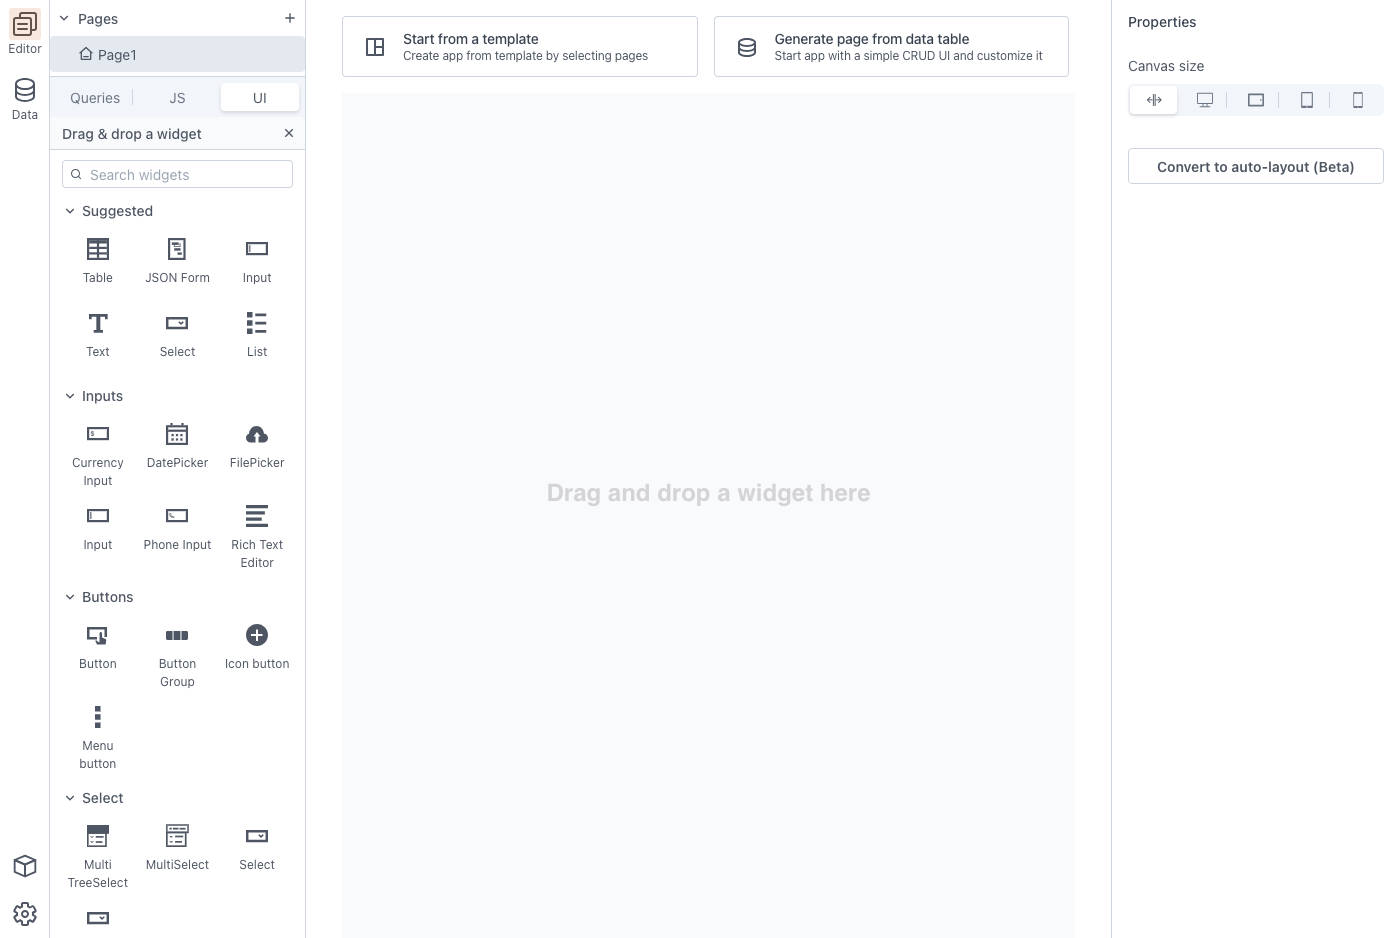 Editor
Data
Pages
Page1
Queries
JS
UI
Drag & drop a widget
Search widgets
Suggested
Table
JSON Form
Input
Text
Select
List
Inputs
Currency
Input
DatePicker
FilePicker
Input
Phone Input
Rich Text
Editor
Buttons
Button
Button
Group
Icon button
Menu
button
Select
Multi
TreeSelect
MultiSelect
Select
Start from a template
Create app from template by selecting pages
Generate page from data table
Start app with a simple CRUD UI and customize it
Drag and drop a widget here
Properties
Canvas size
Convert to auto-layout (Beta)